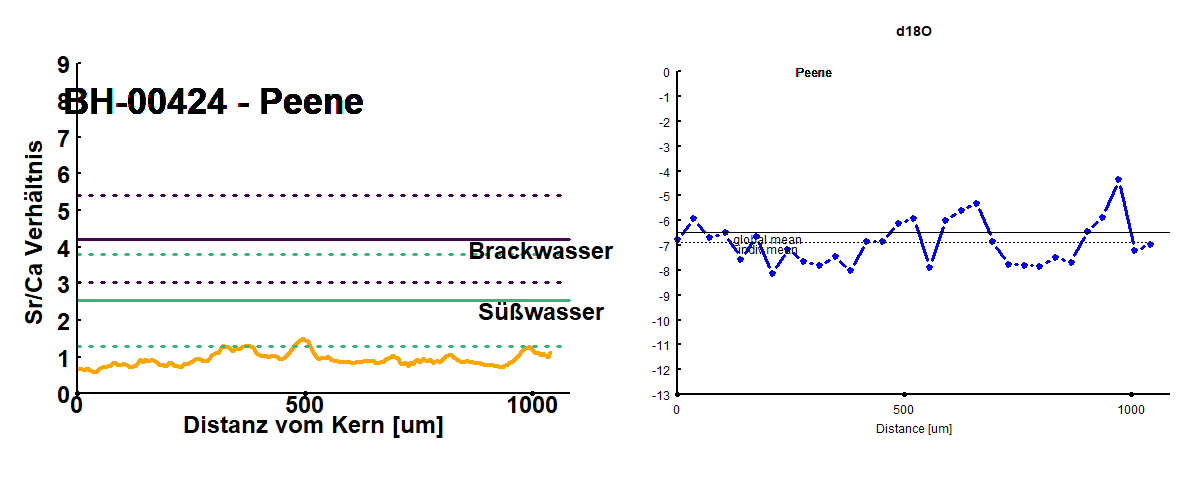 BH-00424 - Peene
Sr/Ca Verhältnis
9
8
7
6
5
4
3
2
1
0
Brackwasser
Süßwasser
0 500 1000
Distanz vom Kern [um]
d18O
Peene
0
-1
-2
-3
-4
-5
-6
-7
-8
-9
-10
-11
-12
-13
global mean
indiv mean
0 500 1000
Distance [um]